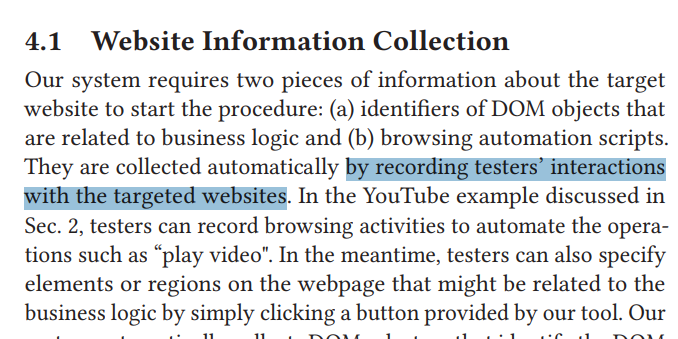 4.1 Website Information Collection
Our system requires two pieces of information about the target
website to start the procedure: (a) identifiers of DOM objects that
are related to business logic and (b) browsing automation scripts.
They are collected automatically by recording testers’ interactions
with the targeted websites. In the YouTube example discussed in
Sec. 2, testers can record browsing activities to automate the opera-
tions such as “play video". In the meantime, testers can also specify
elements or regions on the webpage that might be related to the
business logic by simply clicking a button provided by our tool. Our